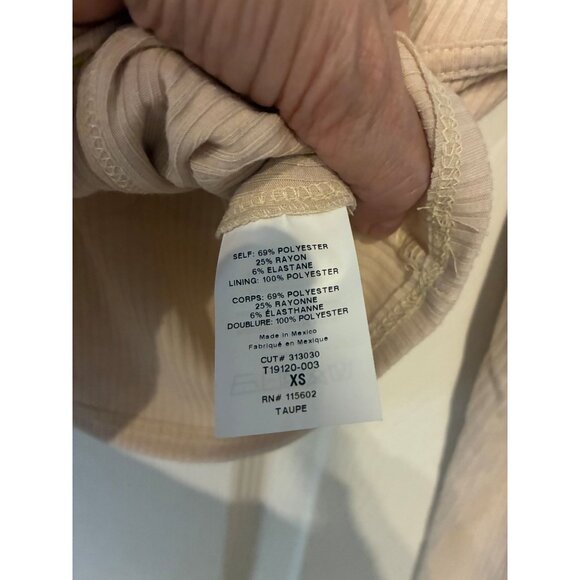 SELF: 69% POLYESTER
25% RAYON
6% ELASTANE
LINING: 100% POLYESTER
CORPS: 69% POLYESTER
25% RAYONNE
6% ÉLASTHANNE
DOUBLURE: 100% POLYESTER
Made in Mexico
Fabriqué en Mexique
CUT# 313030
T19120-003
XS
RN# 115602
TAUPE